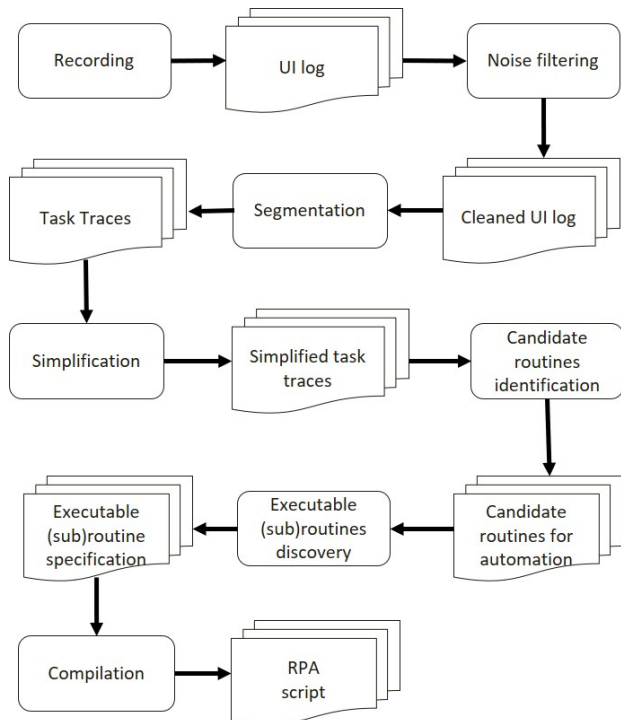 Recording
UI log
Noise filtering
Task Traces
Segmentation
Cleaned UI log
Simplification
Simplified task
traces
Candidate
routines
identification
Executable
(sub)routine
specification
Executable
(sub)routines
discovery
Candidate
routines for
automation
Compilation
RPA
script